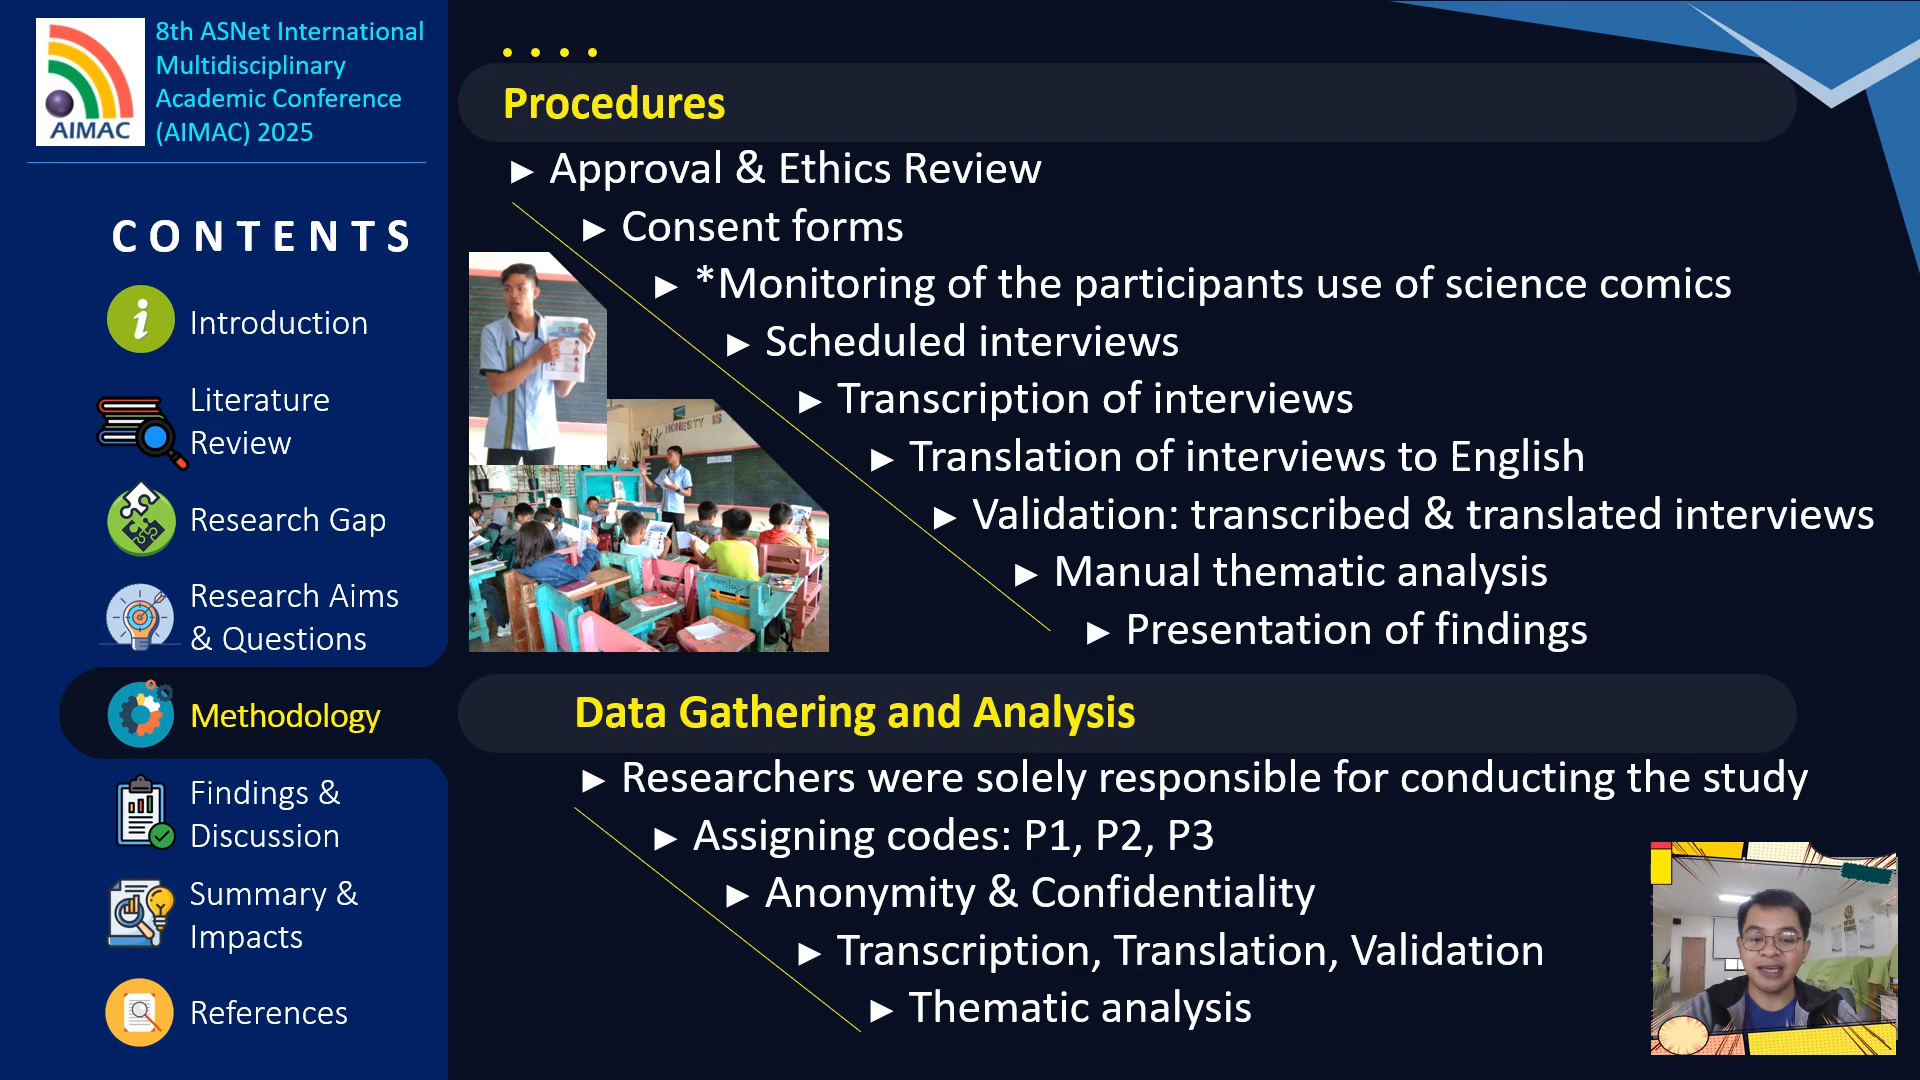 AIMAC
8th ASNet International
Multidisciplinary
Academic Conference
(AIMAC) 2025
CONTENTS
Introduction
Literature
Review
Research Gap
Research Aims
& Questions
Methodology
Findings &
Discussion
Summary &
Impacts
References
Procedures
► Approval & Ethics Review
► Consent forms
► *Monitoring of the participants use of science comics
► Scheduled interviews
► Transcription of interviews
► Translation of interviews to English
► Validation: transcribed & translated interviews
► Manual thematic analysis
► Presentation of findings
HONESTY IS
Data Gathering and Analysis
► Researchers were solely responsible for conducting the study
► Assigning codes: P1, P2, P3
► Anonymity & Confidentiality
► Transcription, Translation, Validation
► Thematic analysis